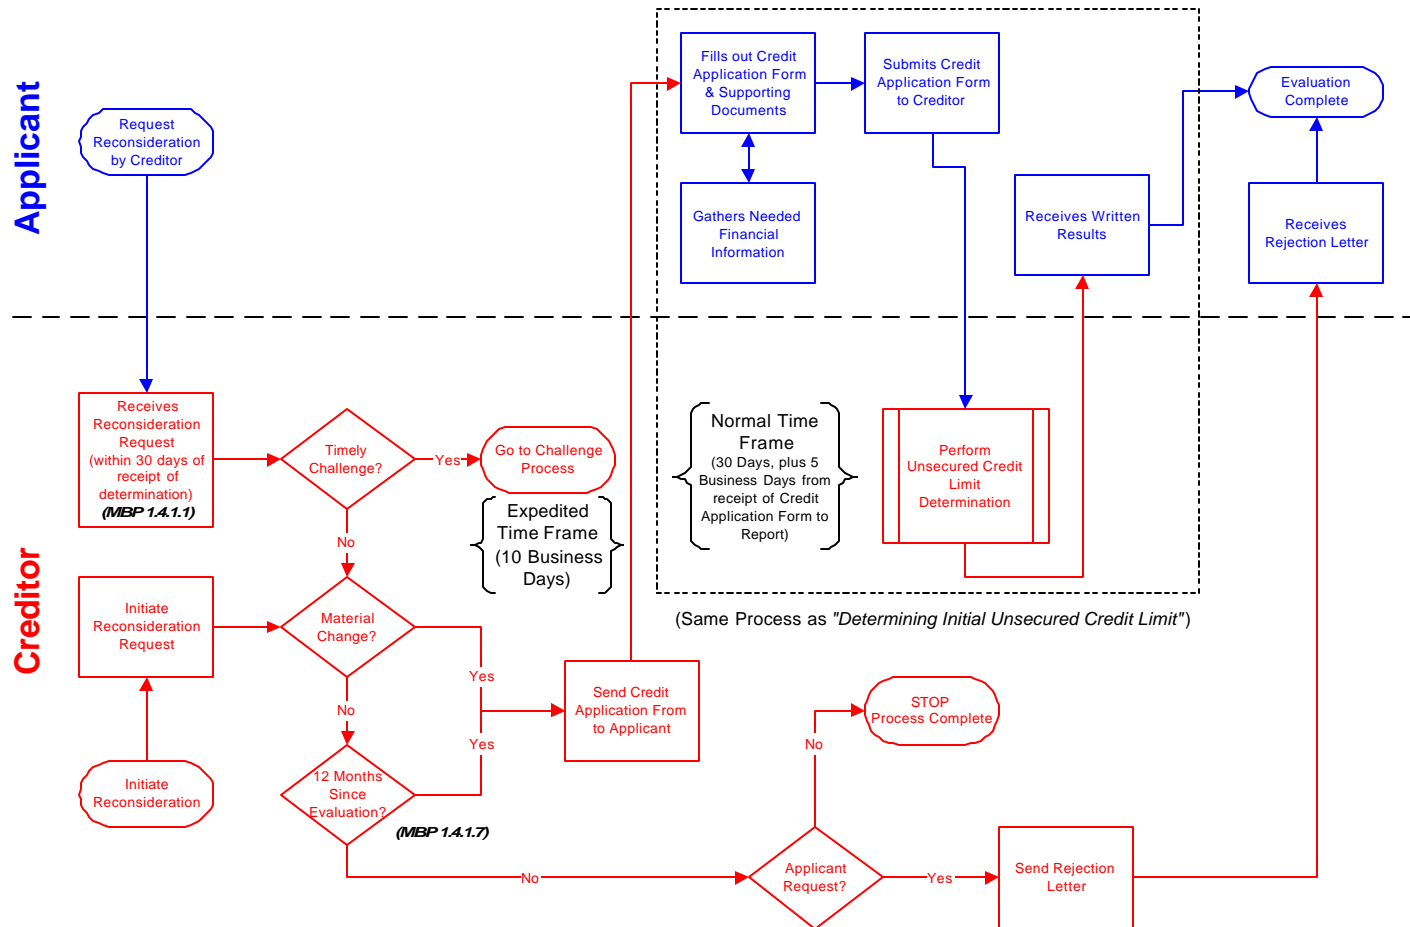 Applicant
Request
Reconsideration
by Creditor
Fills out Credit
Application Form
& Supporting
Documents
Submits Credit
Application Form
to Creditor
Evaluation
Complete
Gathers Needed
Financial
Information
Receives Written
Results
Receives
Rejection Letter
Creditor
Receives
Reconsideration
Request
(within 30 days of
receipt of
determination)
(MBP 1.4.1.1)
Timely
Challenge?
Yes
Go to Challenge
Process
Expedited
Time Frame
(10 Business
Days)
Normal Time
Frame
(30 Days, plus 5
Business Days from
receipt of Credit
Application Form to
Report)
Perform
Unsecured Credit
Limit
Determination
No
Initiate
Reconsideration
Request
Material
Change?
(Same Process as "Determining Initial Unsecured Credit Limit")
Yes
No
Send Credit
Application From
to Applicant
STOP
Process Complete
Yes
No
Initiate
Reconsideration
12 Months
Since
Evaluation?
(MBP 1.4.1.7)
No
Applicant
Request?
Yes
Send Rejection
Letter